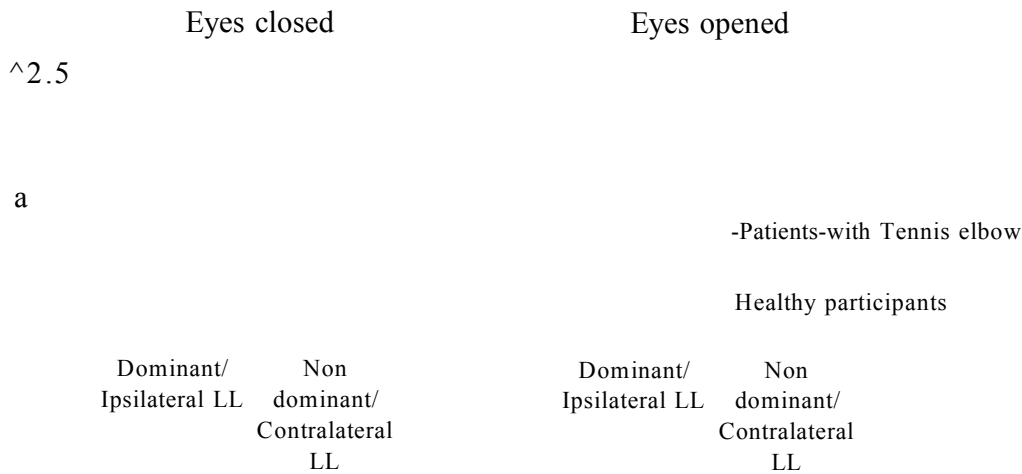 Eyes closed
Eyes opened
^2.5
a
-Patients-with Tennis elbow
Healthy participants
Dominant/
Ipsilateral LL
Non
dominant/
Contralateral
LL
Dominant/
Ipsilateral LL
Non
dominant/
Contralateral
LL